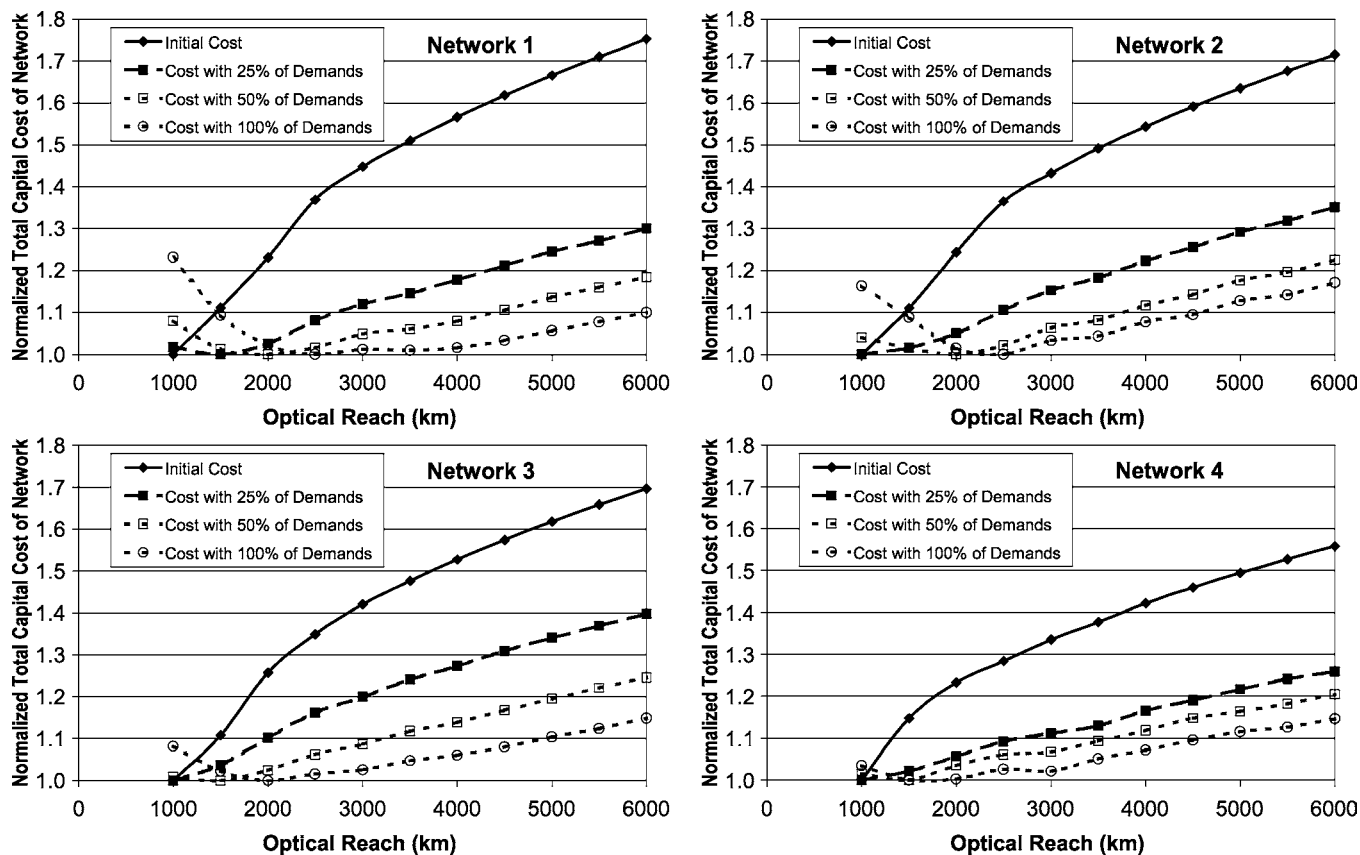 Network 1
Initial Cost
Cost with 25% of Demands
Cost with 50% of Demands
Cost with 100% of Demands
Normalized Total Capital Cost of Network
1.8
1.7
1.6
1.5
1.4
1.3
1.2
1.1
1.0
0 1000 2000 3000 4000 5000 6000
Optical Reach (km)
Network 2
Initial Cost
Cost with 25% of Demands
Cost with 50% of Demands
Cost with 100% of Demands
Normalized Total Capital Cost of Network
1.8
1.7
1.6
1.5
1.4
1.3
1.2
1.1
1.0
0 1000 2000 3000 4000 5000 6000
Optical Reach (km)
Network 3
Initial Cost
Cost with 25% of Demands
Cost with 50% of Demands
Cost with 100% of Demands
Normalized Total Capital Cost of Network
1.8
1.7
1.6
1.5
1.4
1.3
1.2
1.1
1.0
0 1000 2000 3000 4000 5000 6000
Optical Reach (km)
Network 4
Initial Cost
Cost with 25% of Demands
Cost with 50% of Demands
Cost with 100% of Demands
Normalized Total Capital Cost of Network
1.8
1.7
1.6
1.5
1.4
1.3
1.2
1.1
1.0
0 1000 2000 3000 4000 5000 6000
Optical Reach (km)